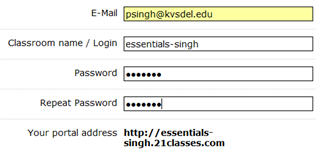 E-Mail psingh@kvsdel.edu
Classroom name / Login essentials-singh
Password •••••••
Repeat Password •••••••
Your portal address http://essentials-
singh.21classes.com